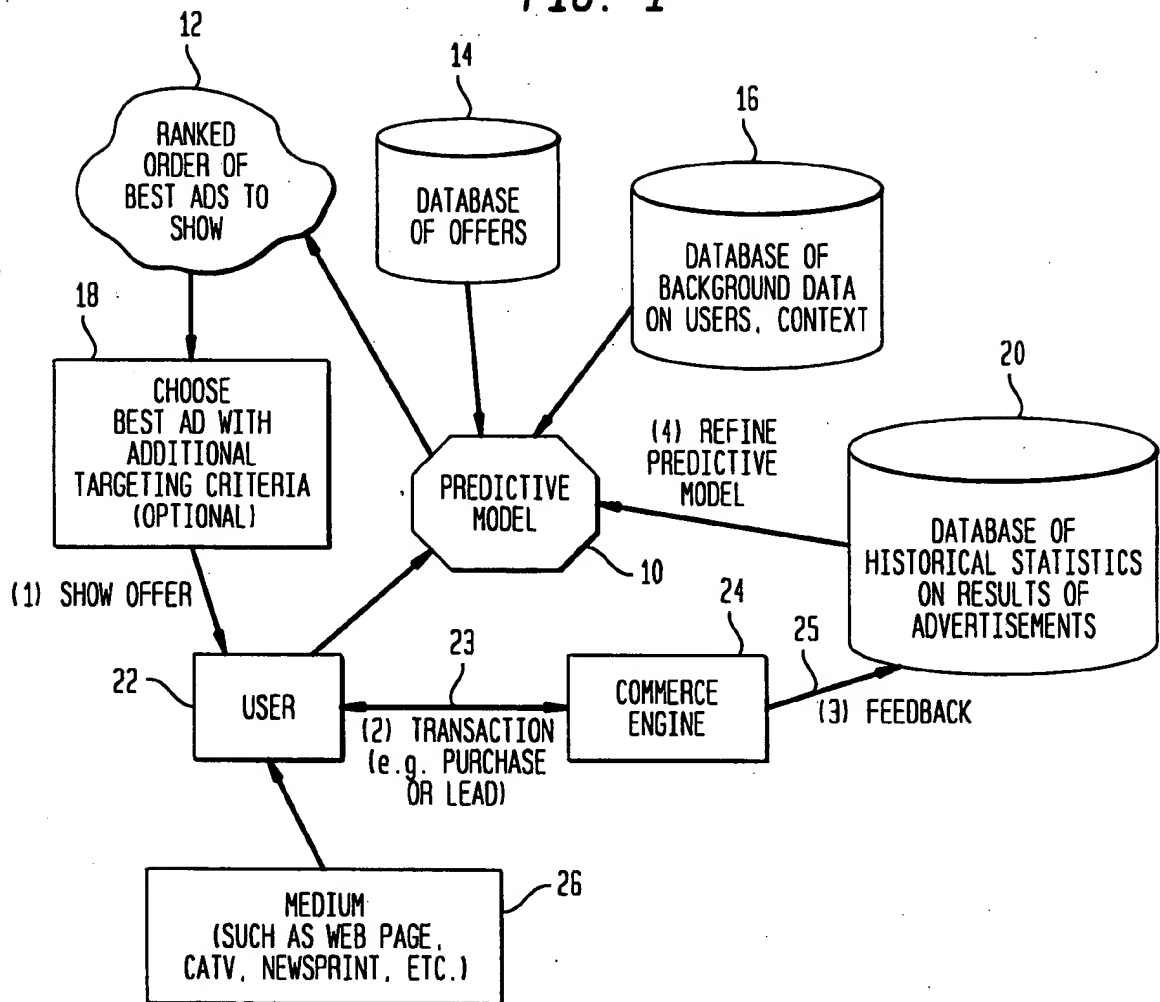 FIG. 1
12
RANKED
ORDER OF
BEST ADS TO
SHOW
14
DATABASE
OF OFFERS
16
DATABASE OF
BACKGROUND DATA
ON USERS, CONTEXT
18
CHOOSE
BEST AD WITH
ADDITIONAL
TARGETING CRITERIA
(OPTIONAL)
PREDICTIVE
MODEL
10
(4) REFINE
PREDICTIVE
MODEL
20
DATABASE OF
HISTORICAL STATISTICS
ON RESULTS OF
ADVERTISEMENTS
(1) SHOW OFFER
22
USER
23
(2) TRANSACTION
(e.g. PURCHASE
OR LEAD)
24
COMMERCE
ENGINE
25
(3) FEEDBACK
26
MEDIUM
(SUCH AS WEB PAGE,
CATV, NEWSPRINT, ETC.)